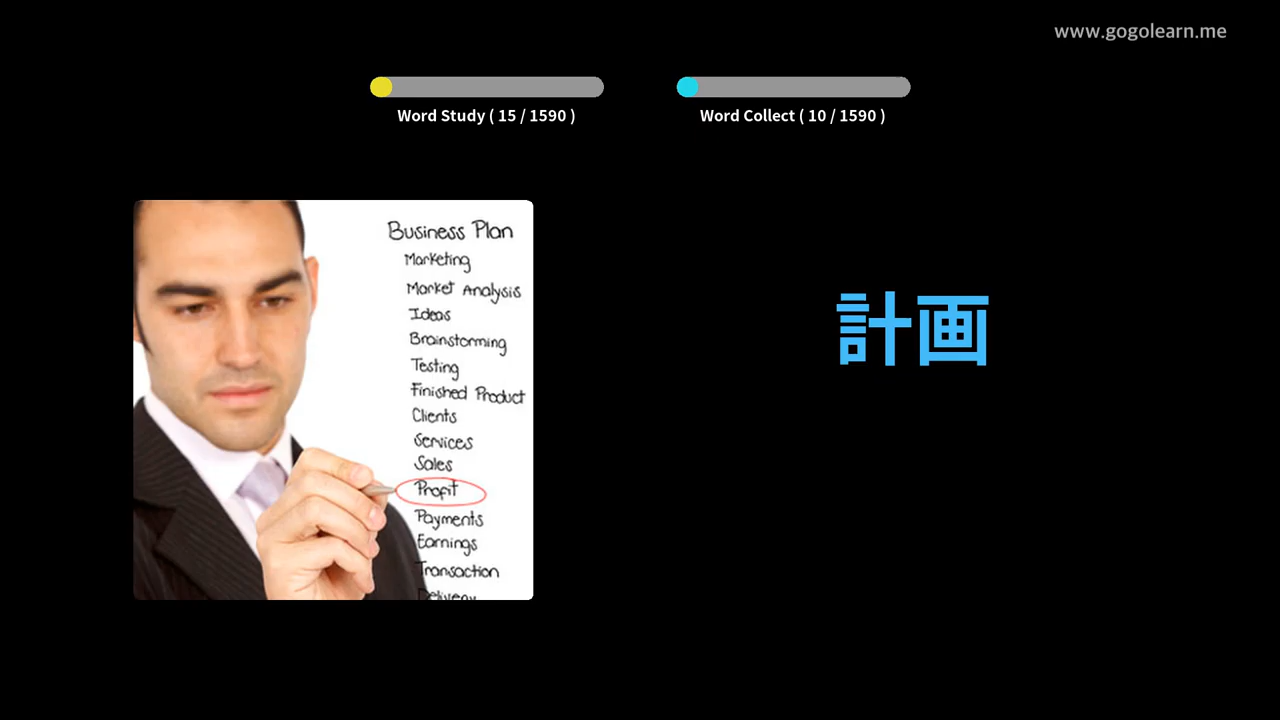 www.gogolearn.me
Word Study ( 15 / 1590 )
Word Collect ( 10 / 1590 )
Business Plan
Marketing
Market Analysis
Ideas
Brainstorming
Testing
Finished Product
Clients
Services
Sales
Profit
Payments
Earnings
Transaction
Delivery
計画